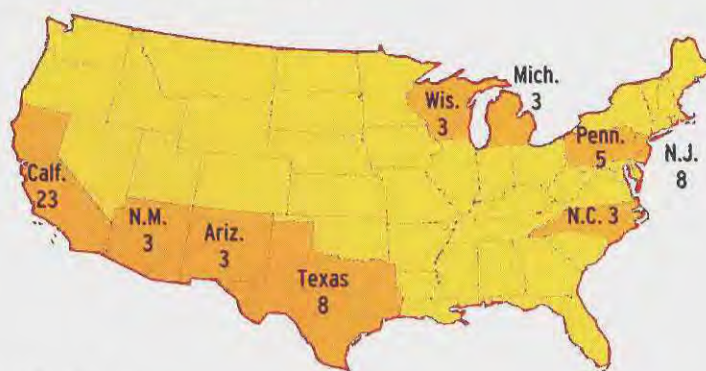 Mich.
3
Wis.
3
Penn.
5
N.J.
8
Calf.
23
N.M.
3
Ariz.
3
N.C. 3
Texas
8